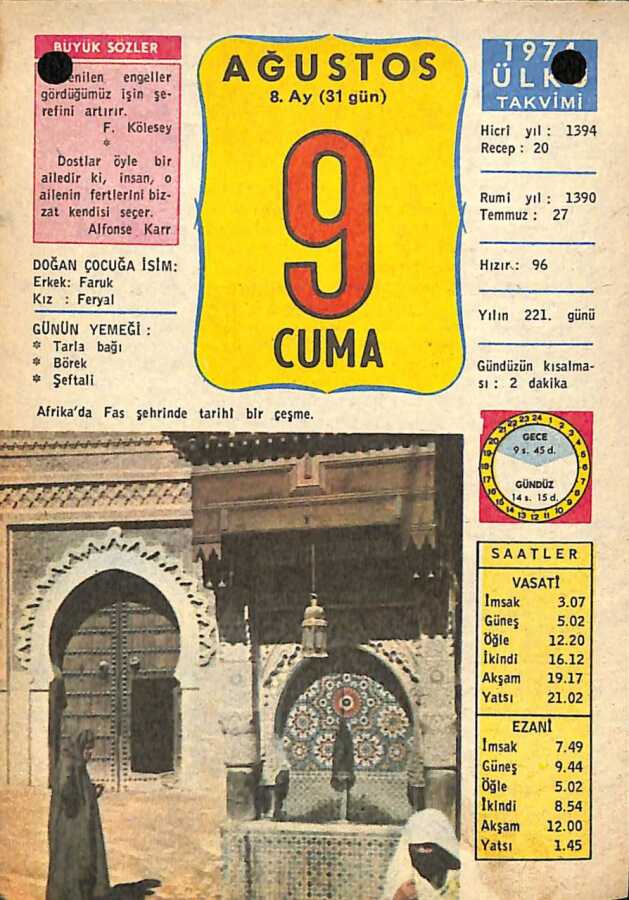 BÜYÜK SÖZLER
enilen engeller
gördüğümüz işin şe-
refini artırır.
F. Kölesey
Dostlar öyle bir
ailedir ki, insan, o
ailenin fertlerini biz-
zat kendisi seçer.
Alfonse Karr
DOĞAN ÇOCUĞA İSİM:
Erkek: Faruk
Kız : Feryal
GÜNÜN YEMEĞİ :
Tarla bağı
Börek
Şeftali
AĞUSTOS
8. Ay (31 gün)
9
CUMA
1974
ÜLKÜ
TAKVİMİ
Hicri yıl : 1394
Recep : 20
Rumi yıl : 1390
Temmuz : 27
Hızır : 96
Yılın 221. günü
Gündüzün kısalma-
sı : 2 dakika
Afrika'da Fas şehrinde tarihî bir çeşme.
GECE
9 s. 45 d.
GÜNDÜZ
14 s. 15 d.
SAATLER
VASATÎ
İmsak 3.07
Güneş 5.02
Öğle 12.20
İkindi 16.12
Akşam 19.17
Yatsı 21.02
EZANÎ
İmsak 7.49
Güneş 9.44
Öğle 5.02
İkindi 8.54
Akşam 12.00
Yatsı 1.45